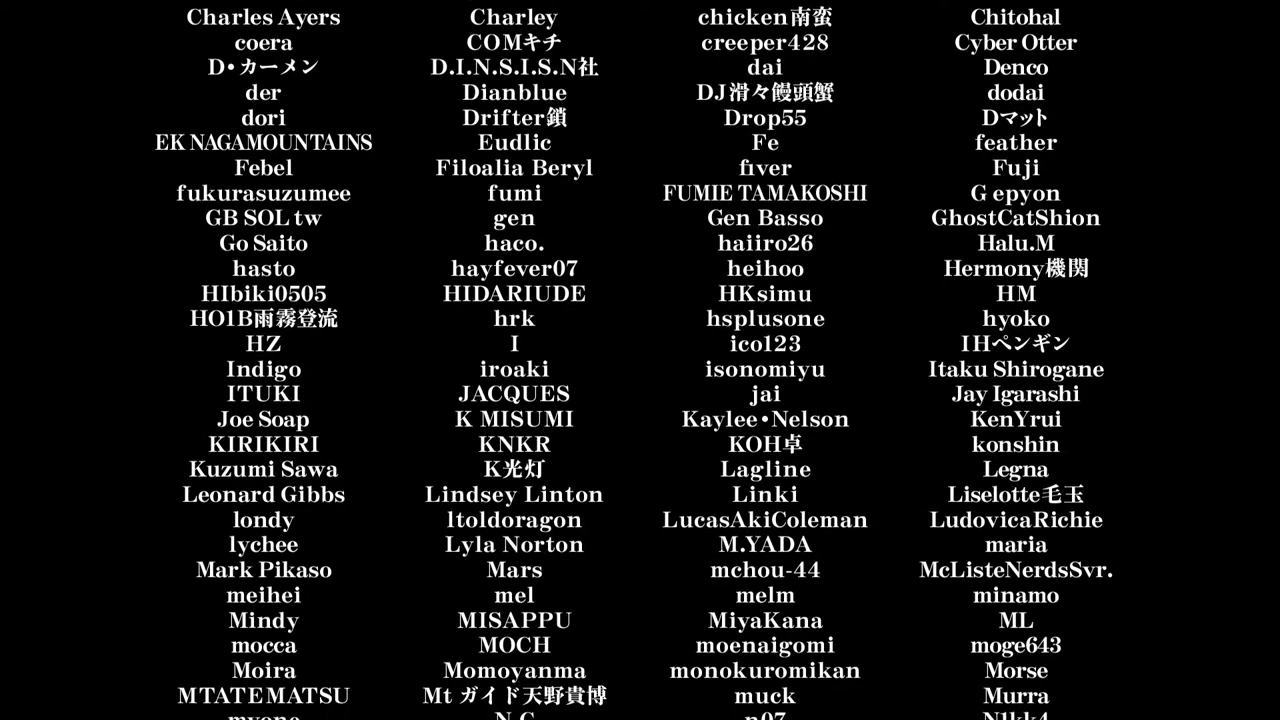 Charles Ayers Charley chicken南蛮 Chitohal
coera COMキチ creeper428 Cyber Otter
D・カーメン D.I.N.S.I.S.N社 dai Denco
der Dianblue DJ滑々饅頭蟹 dodai
dori Drifter鎖 Drop55 Dマット
EK NAGAMOUNTAINS Eudlic Fe feather
Febel Filoalia Beryl fiver Fuji
fukurasuzumee fumi FUMIE TAMAKOSHI G epyon
GB SOL tw gen Gen Basso GhostCatShion
Go Saito haco. haiiro26 Halu.M
hasto hayfever07 heihoo Hermony機関
HIbiki0505 HIDARIUDE HKsimu HM
HO1B雨霧登流 hrk hsplusone hyoko
HZ I ico123 IHペンギン
Indigo iroaki isonomiyu Itaku Shirogane
ITUKI JACQUES jai Jay Igarashi
Joe Soap K MISUMI Kaylee・Nelson KenYrui
KIRIKIRI KNKR KOH卓 konshin
Kuzumi Sawa K光灯 Lagline Legna
Leonard Gibbs Lindsey Linton Linki Liselotte毛玉
londy ltoldoragon LucasAkiColeman LudovicaRichie
lychee Lyla Norton M.YADA maria
Mark Pikaso Mars mchou-44 McListeNerdsSvr.
meihei mel melm minamo
Mindy MISAPPU MiyaKana ML
mocca MOCH moenaigomi moge643
Moira Momoyanma monokuromikan Morse
MTATEMATSU Mt ガイド天野貴博 muck Murra